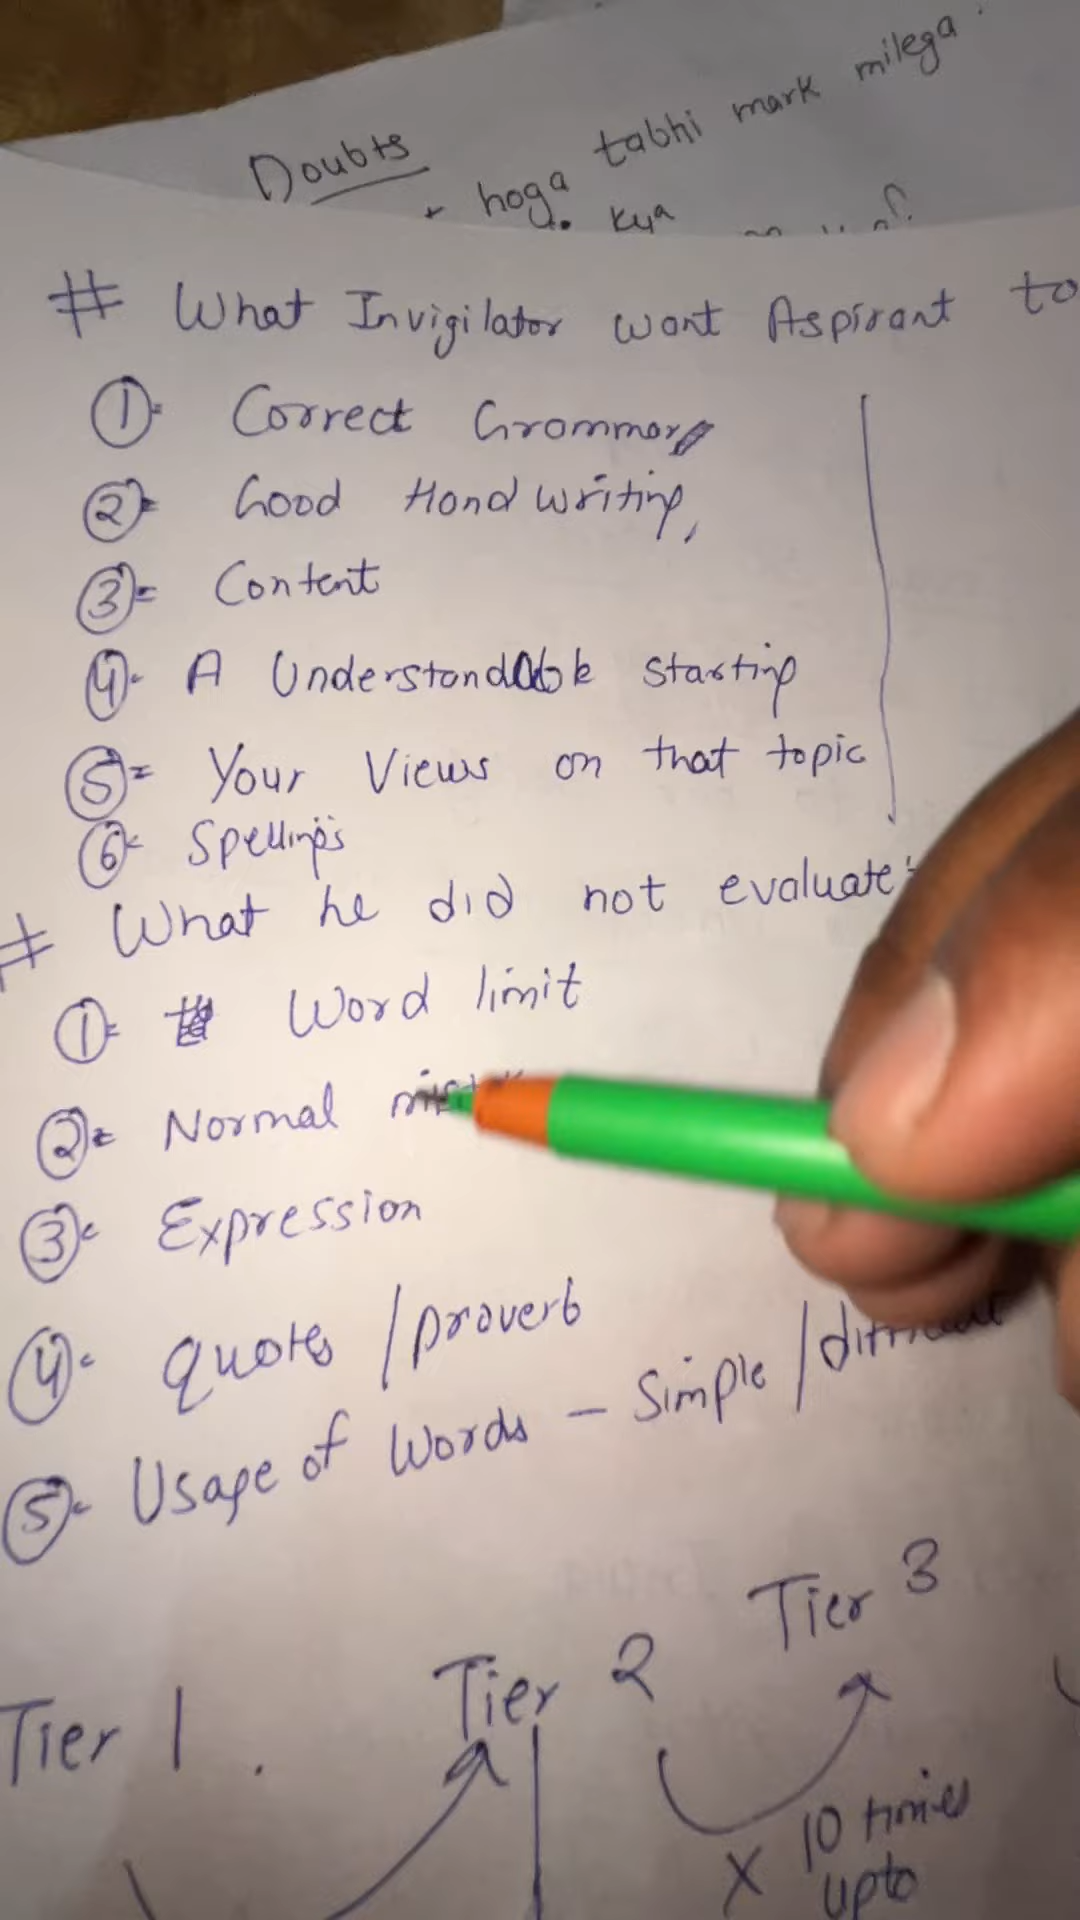 Doubts
hoga tabhi mark milega
kya
# What Invigilator want Aspirant to
1= Correct Grammar
2= Good Hand writing,
3= Content
4- A Understandable starting
5= Your Views on that topic
6- Spellings
# What he did not evaluate
1= Word limit
2= Normal
3- Expression
4- Quotes / proverb
5- Usage of Words - Simple /
Tier 1 . Tier 2 Tier 3
X 10 times
upto